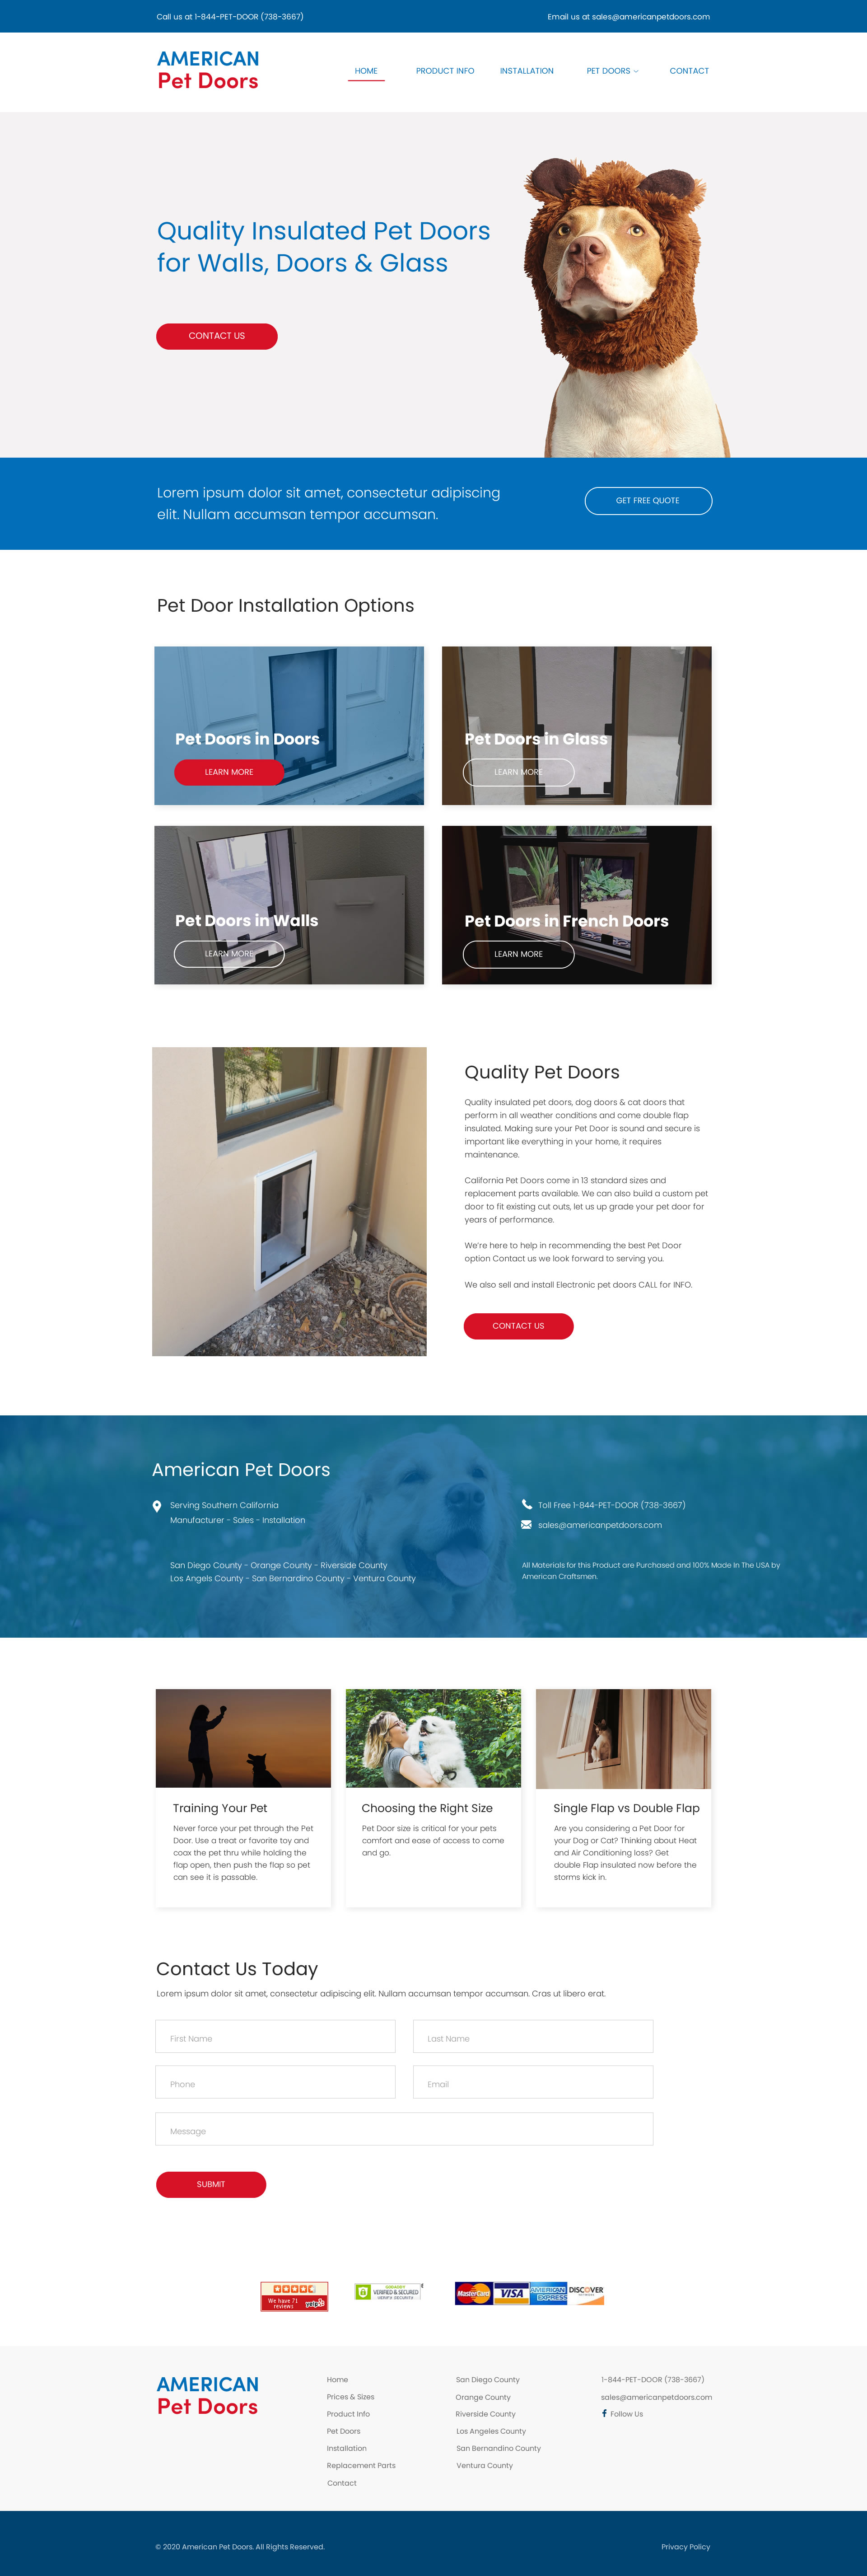 Call us at 1-844-PET-DOOR (738-3667)
Email us at sales@americanpetdoors.com
AMERICAN
Pet Doors
HOME
PRODUCT INFO
INSTALLATION
PET DOORS
CONTACT
Quality Insulated Pet Doors
for Walls, Doors & Glass
CONTACT US
Lorem ipsum dolor sit amet, consectetur adipiscing
elit. Nullam accumsan tempor accumsan.
GET FREE QUOTE
Pet Door Installation Options
Pet Doors in Doors
LEARN MORE
Pet Doors in Glass
LEARN MORE
Pet Doors in Walls
LEARN MORE
Pet Doors in French Doors
LEARN MORE
Quality Pet Doors
Quality insulated pet doors, dog doors & cat doors that
perform in all weather conditions and come double flap
insulated. Making sure your Pet Door is sound and secure is
important like everything in your home, it requires
maintenance.
California Pet Doors come in 13 standard sizes and
replacement parts available. We can also build a custom pet
door to fit existing cut outs, let us up grade your pet door for
years of performance.
We're here to help in recommending the best Pet Door
option Contact us we look forward to serving you.
We also sell and install Electronic pet doors CALL for INFO.
CONTACT US
American Pet Doors
Serving Southern California
Manufacturer - Sales - Installation
San Diego County - Orange County - Riverside County
Los Angels County - San Bernardino County - Ventura County
Toll Free 1-844-PET-DOOR (738-3667)
sales@americanpetdoors.com
All Materials for this Product are Purchased and 100% Made In The USA by
American Craftsmen.
Training Your Pet
Never force your pet through the Pet
Door. Use a treat or favorite toy and
coax the pet thru while holding the
flap open, then push the flap so pet
can see it is passable.
Choosing the Right Size
Pet Door size is critical for your pets
comfort and ease of access to come
and go.
Single Flap vs Double Flap
Are you considering a Pet Door for
your Dog or Cat? Thinking about Heat
and Air Conditioning loss? Get
double Flap insulated now before the
storms kick in.
Contact Us Today
Lorem ipsum dolor sit amet, consectetur adipiscing elit. Nullam accumsan tempor accumsan. Cras ut libero erat.
First Name
Last Name
Phone
Email
Message
SUBMIT
We have 71
reviews
yelp
GODADDY
VERIFIED & SECURED
VERIFY SECURITY
MasterCard
VISA
AMERICAN
EXPRESS
DISCOVER
AMERICAN
Pet Doors
Home
Prices & Sizes
Product Info
Pet Doors
Installation
Replacement Parts
Contact
San Diego County
Orange County
Riverside County
Los Angeles County
San Bernandino County
Ventura County
1-844-PET-DOOR (738-3667)
sales@americanpetdoors.com
Follow Us
© 2020 American Pet Doors. All Rights Reserved.
Privacy Policy